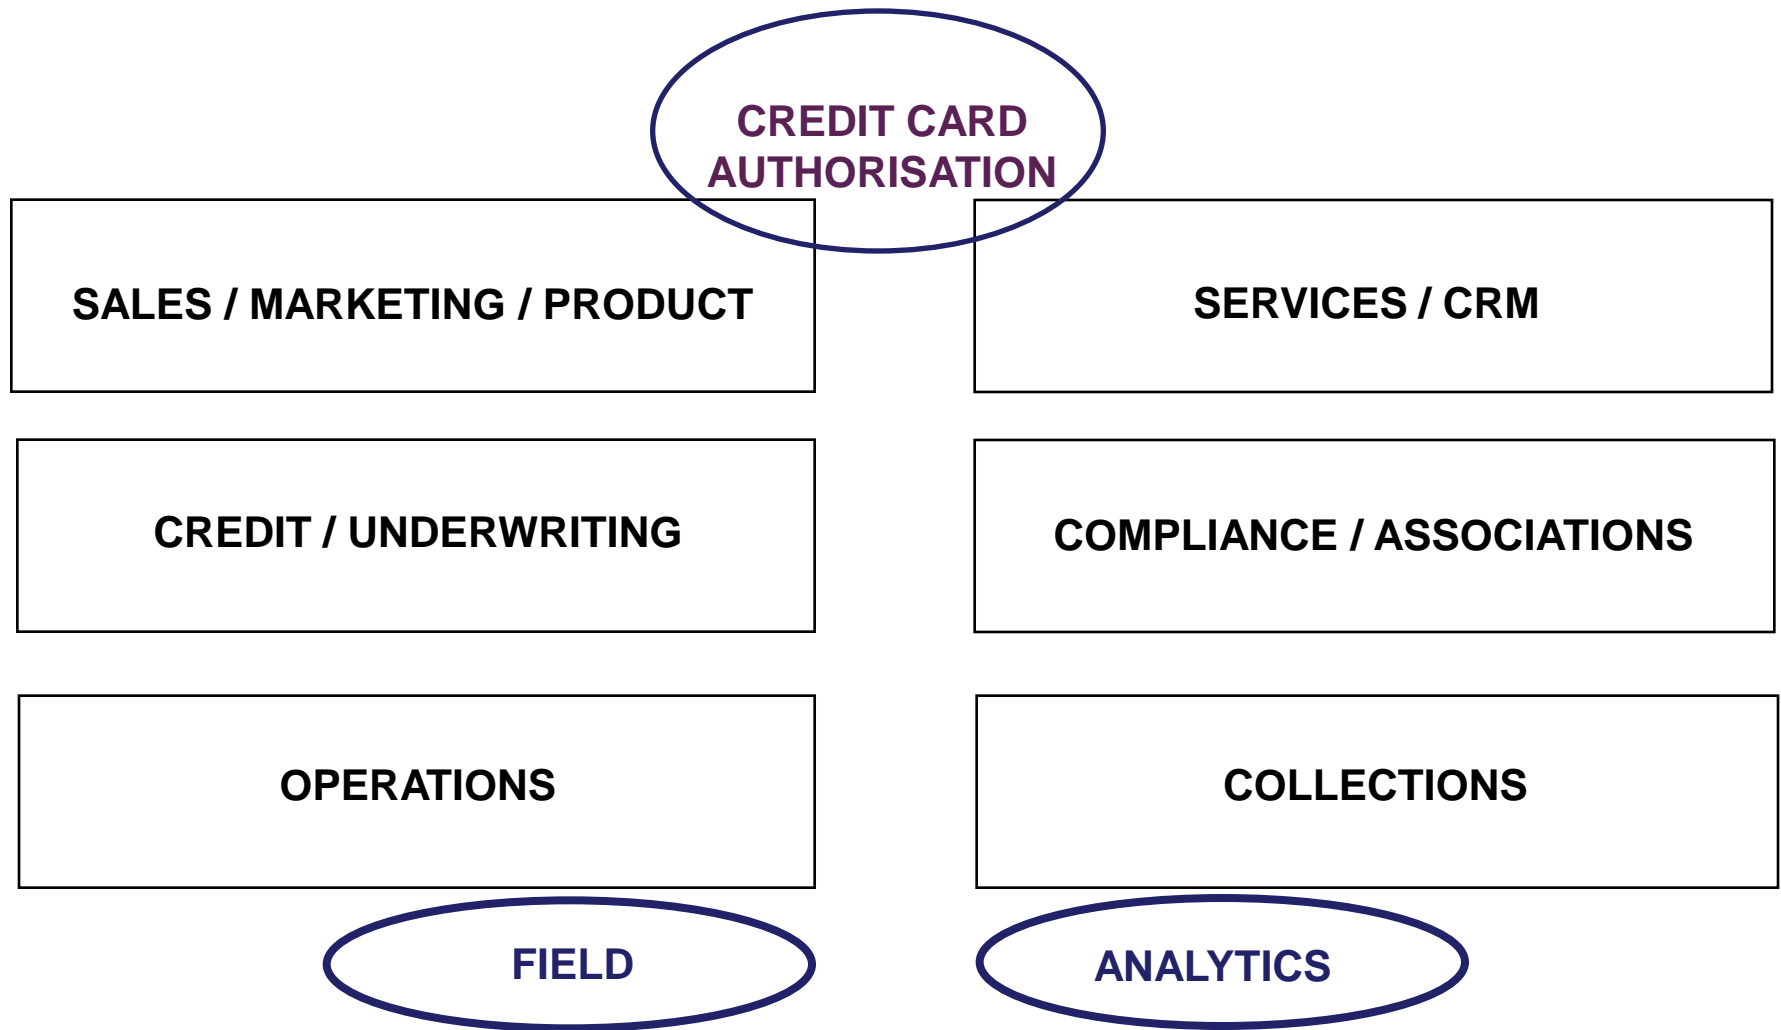 CREDIT CARD
AUTHORISATION
SALES / MARKETING / PRODUCT
SERVICES / CRM
CREDIT / UNDERWRITING
COMPLIANCE / ASSOCIATIONS
OPERATIONS
COLLECTIONS
FIELD
ANALYTICS